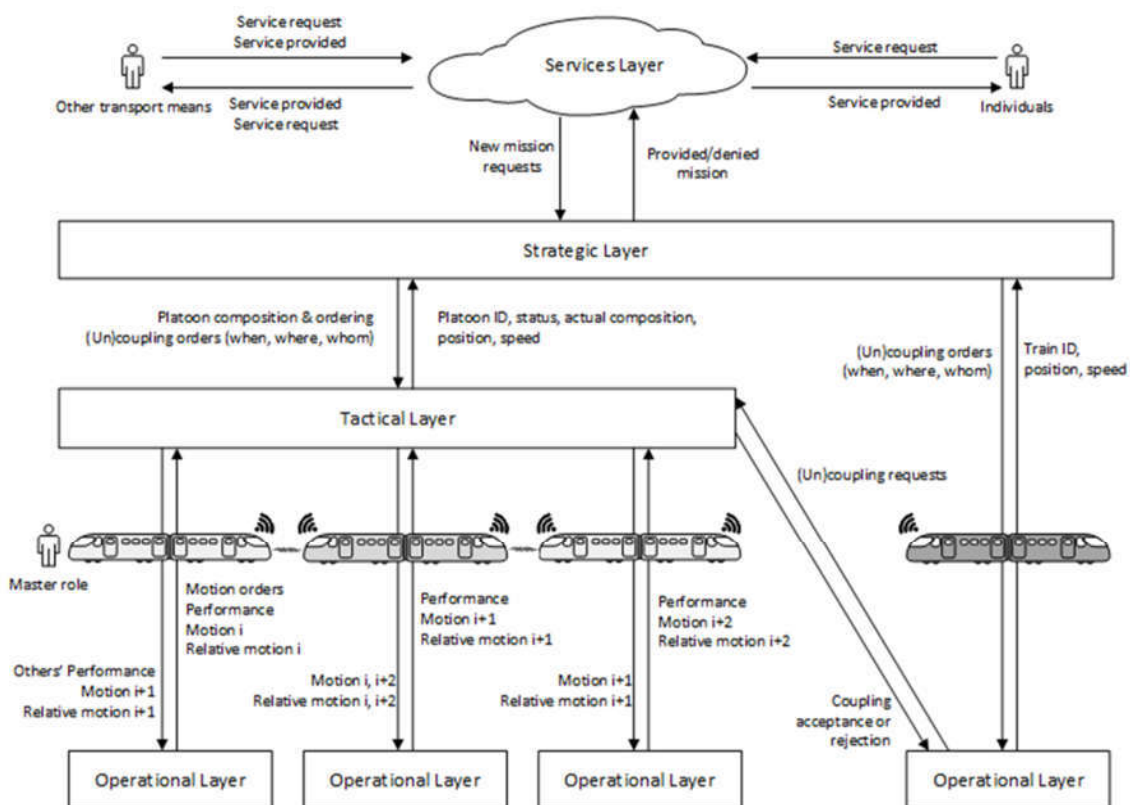 Service request
Service provided
Other transport means
Service provided
Service request
Services Layer
Service request
Service provided
Individuals
New mission
requests
Provided/denied
mission
Strategic Layer
Platoon composition & ordering
(Un)coupling orders (when, where, whom)
Platoon ID, status, actual composition,
position, speed
(Un)coupling orders
(when, where, whom)
Train ID,
position, speed
Tactical Layer
(Un)coupling requests
Master role
Motion orders
Performance
Motion i
Relative motion i
Others' Performance
Motion i+1
Relative motion i+1
Performance
Motion i+1
Relative motion i+1
Motion i, i+2
Relative motion i, i+2
Performance
Motion i+2
Relative motion i+2
Motion i+1
Relative motion i+1
Coupling
acceptance or
rejection
Operational Layer
Operational Layer
Operational Layer
Operational Layer